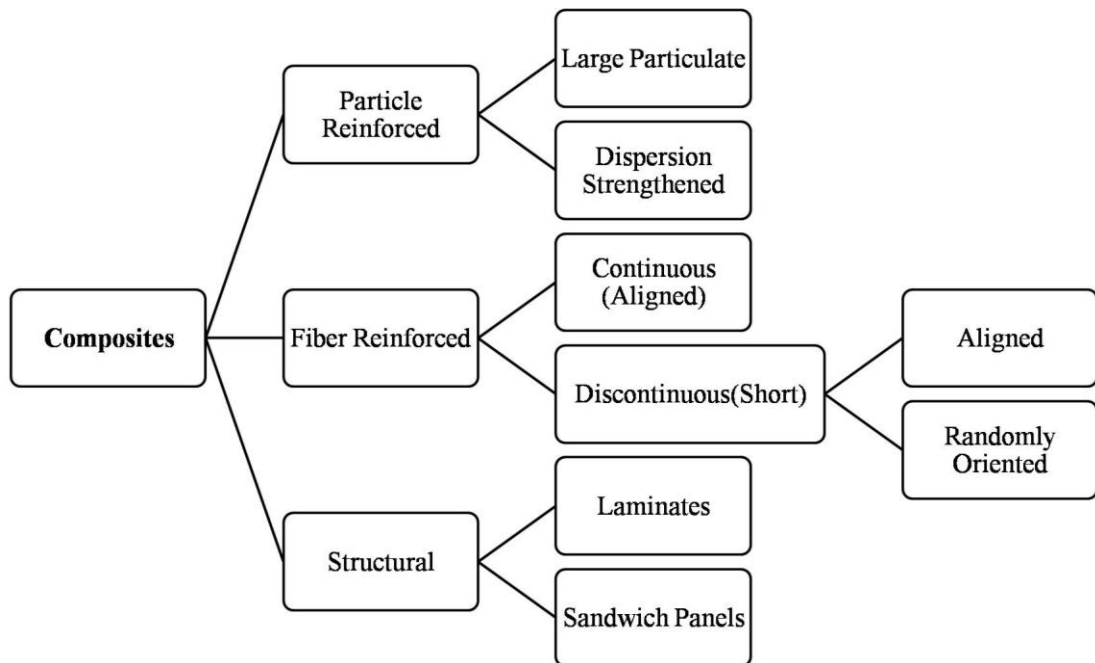 Composites
Particle
Reinforced
Large Particulate
Dispersion
Strengthened
Fiber Reinforced
Continuous
(Aligned)
Discontinuous(Short)
Aligned
Randomly
Oriented
Structural
Laminates
Sandwich Panels